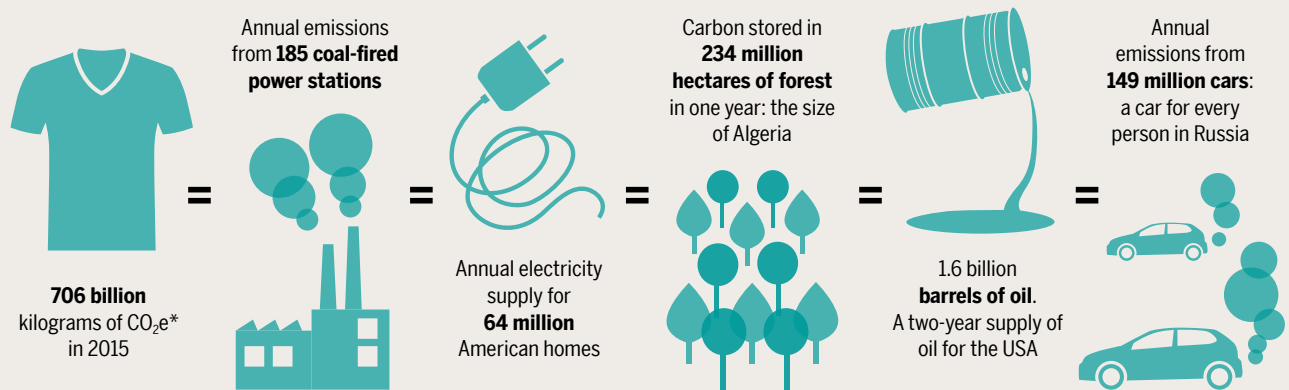 706 billion
kilograms of CO₂e*
in 2015
=
Annual emissions
from 185 coal-fired
power stations
=
Annual electricity
supply for
64 million
American homes
=
Carbon stored in
234 million
hectares of forest
in one year: the size
of Algeria
=
1.6 billion
barrels of oil.
A two-year supply of
oil for the USA
=
Annual
emissions from
149 million cars:
a car for every
person in Russia